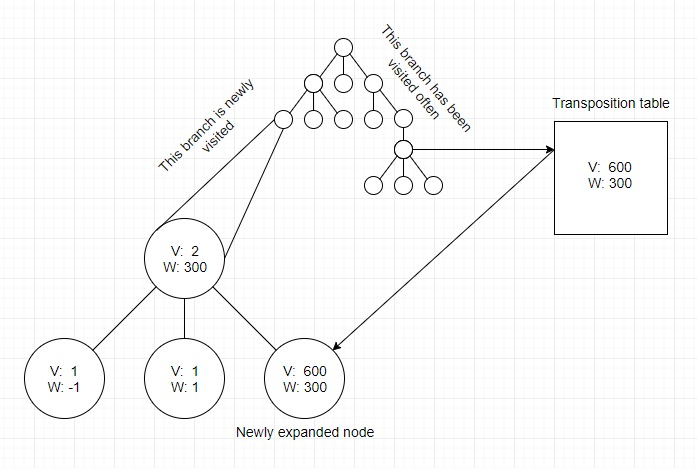 This branch is newly
visited
This branch has been
visited often
Transposition table
V: 600
W: 300
V: 2
W: 300
V: 1
W: -1
V: 1
W: 1
V: 600
W: 300
Newly expanded node